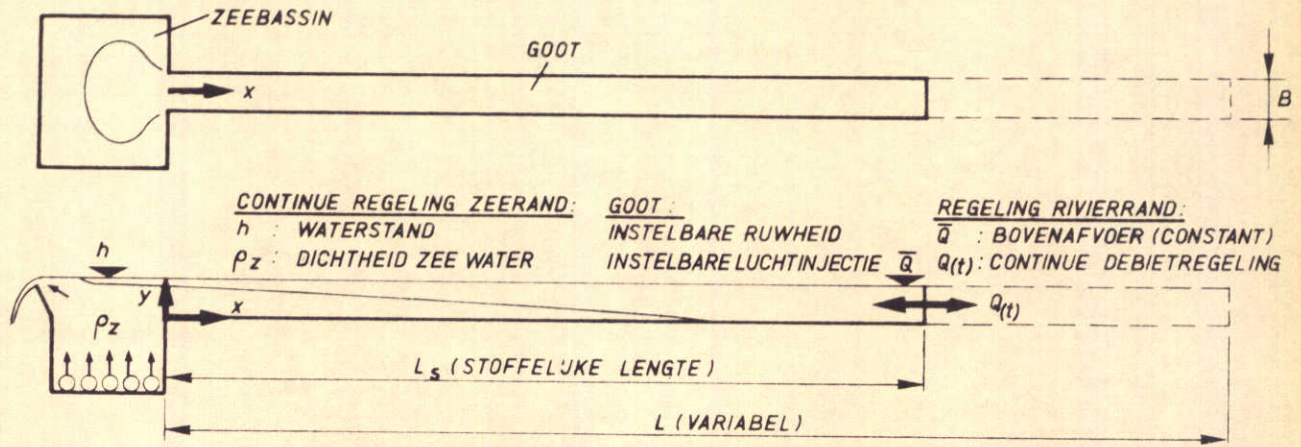 ZEEBASSIN
GOOT
x
B
CONTINUE REGELING ZEERAND:
h : WATERSTAND
ρz : DICHTHEID ZEE WATER
GOOT:
INSTELBARE RUWHEID
INSTELBARE LUCHTINJECTIE
REGELING RIVIERRAND:
Q̅ : BOVENAFVOER (CONSTANT)
Q(t) : CONTINUE DEBIETREGELING
h
Q̅
y
x
Q(t)
ρz
Ls (STOFFELIJKE LENGTE)
L (VARIABEL)